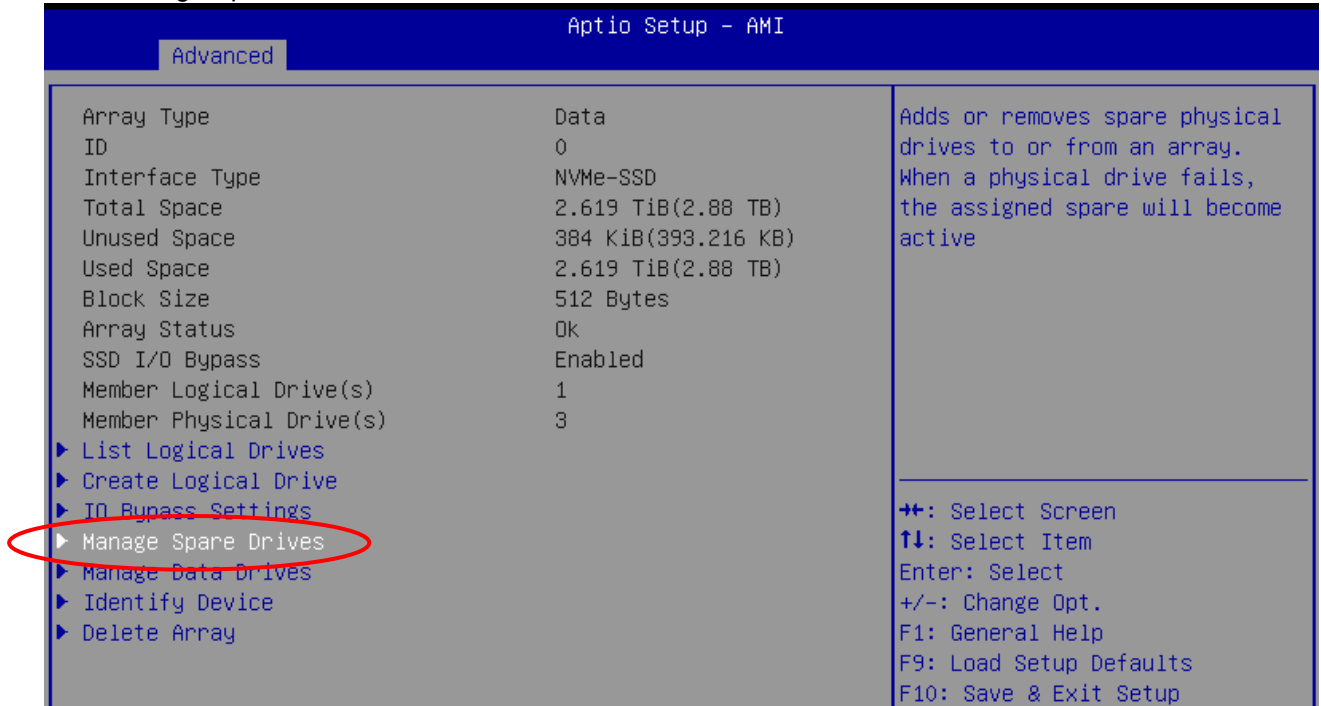 Aptio Setup – AMI
Advanced
Array Type Data
ID 0
Interface Type NVMe-SSD
Total Space 2.619 TiB(2.88 TB)
Unused Space 384 KiB(393.216 KB)
Used Space 2.619 TiB(2.88 TB)
Block Size 512 Bytes
Array Status Ok
SSD I/O Bypass Enabled
Member Logical Drive(s) 1
Member Physical Drive(s) 3
List Logical Drives
Create Logical Drive
IO Bypass Settings
Manage Spare Drives
Manage Data Drives
Identify Device
Delete Array
Adds or removes spare physical
drives to or from an array.
When a physical drive fails,
the assigned spare will become
active
→←: Select Screen
↑↓: Select Item
Enter: Select
+/-: Change Opt.
F1: General Help
F9: Load Setup Defaults
F10: Save & Exit Setup